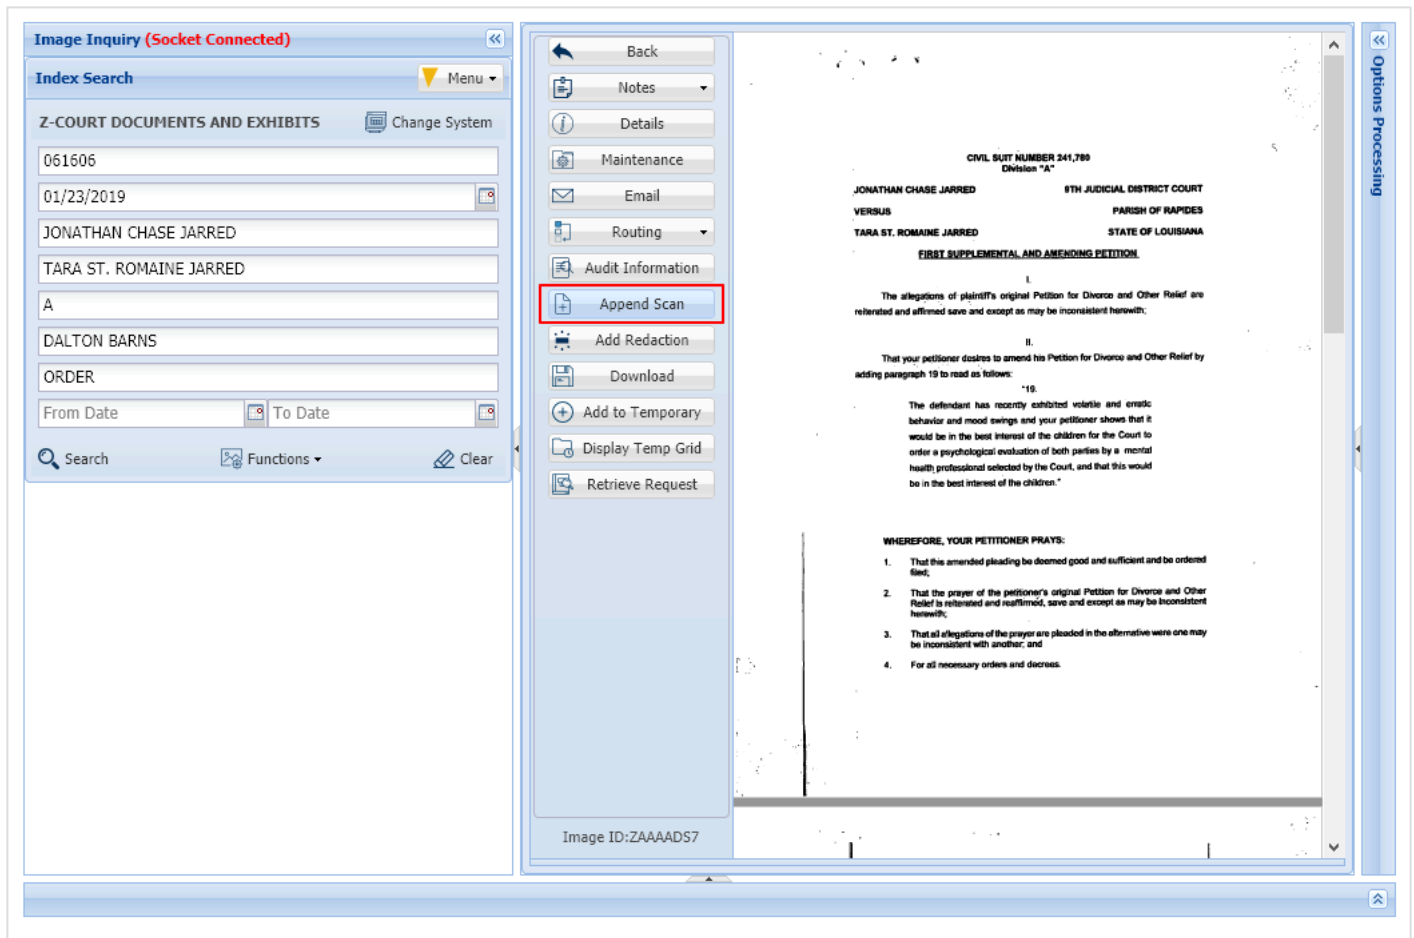 Image Inquiry (Socket Connected)
Index Search
Menu
Z-COURT DOCUMENTS AND EXHIBITS
Change System
061606
01/23/2019
JONATHAN CHASE JARRED
TARA ST. ROMAINE JARRED
A
DALTON BARNS
ORDER
From Date
To Date
Search
Functions
Clear
Back
Notes
Details
Maintenance
Email
Routing
Audit Information
Append Scan
Add Redaction
Download
Add to Temporary
Display Temp Grid
Retrieve Request
Image ID:ZAAAADS7
CIVIL SUIT NUMBER 241,780
Division "A"
JONATHAN CHASE JARRED 9TH JUDICIAL DISTRICT COURT
VERSUS PARISH OF RAPIDES
TARA ST. ROMAINE JARRED STATE OF LOUISIANA
FIRST SUPPLEMENTAL AND AMENDING PETITION
I.
The allegations of plaintiff's original Petition for Divorce and Other Relief are
reiterated and affirmed save and except as may be inconsistent herewith;
II.
That your petitioner desires to amend his Petition for Divorce and Other Relief by
adding paragraph 19 to read as follows:
"19.
The defendant has recently exhibited volatile and erratic
behavior and mood swings and your petitioner shows that it
would be in the best interest of the children for the Court to
order a psychological evaluation of both parties by a mental
health professional selected by the Court, and that this would
be in the best interest of the children."
WHEREFORE, YOUR PETITIONER PRAYS:
1. That this amended pleading be deemed good and sufficient and be ordered
filed;
2. That the prayer of the petitioner's original Petition for Divorce and Other
Relief is reiterated and reaffirmed, save and except as may be inconsistent
herewith;
3. That all allegations of the prayer are pleaded in the alternative were one may
be inconsistent with another; and
4. For all necessary orders and decrees.
Options Processing